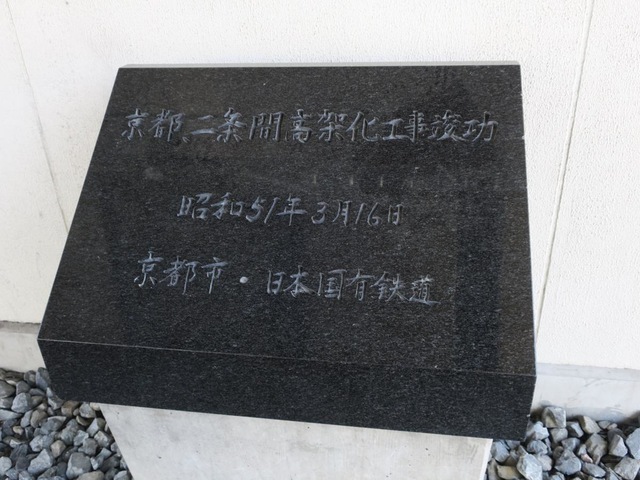 京都、二条間高架化工事竣功
昭和51年3月16日
京都市・日本国有鉄道